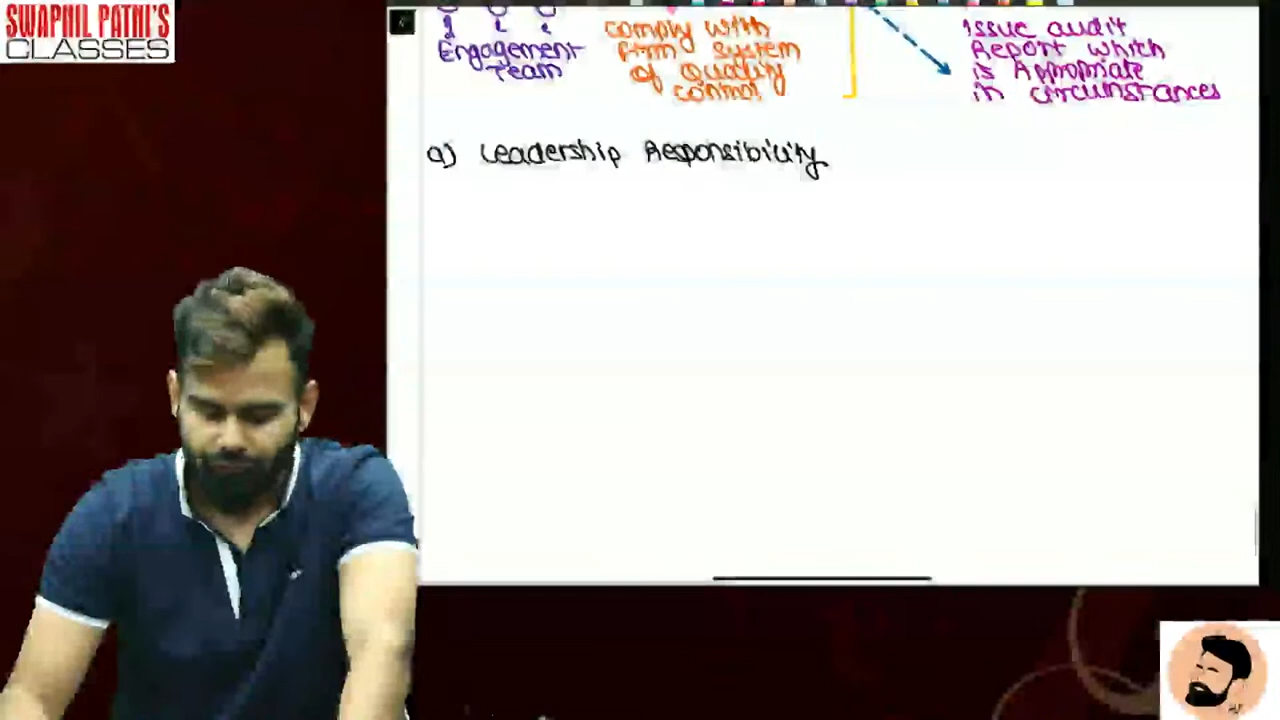 SWAPNIL PATNI'S
CLASSES
Engagement
Team
comply with
firm system
of Quality
control
Issue audit
Report which
is Appropriate
in circumstances
a) Leadership Responsibility